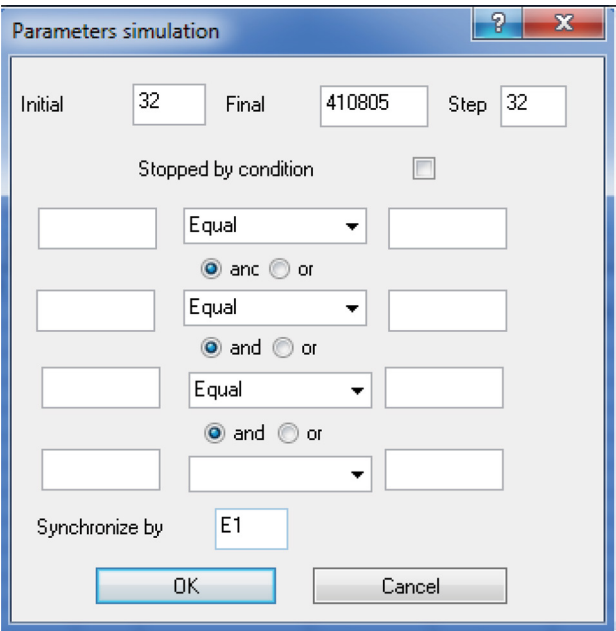 Parameters simulation ? X
Initial 32 Final 410805 Step 32
Stopped by condition
Equal
anc or
Equal
and or
Equal
and or
Synchronize by E1
OK Cancel